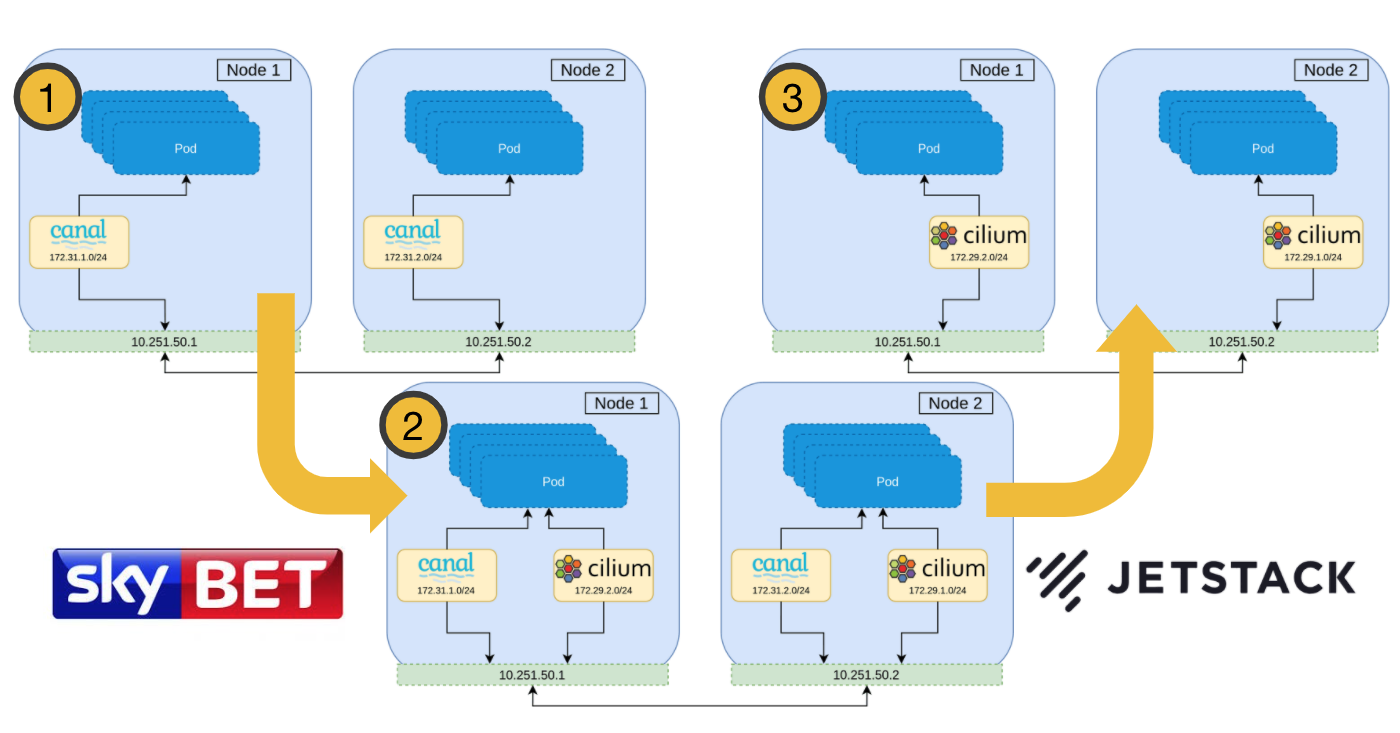 1
Node 1
Pod
canal
172.31.1.0/24
10.251.50.1
Node 2
Pod
canal
172.31.2.0/24
10.251.50.2
3
Node 1
Pod
cilium
172.29.2.0/24
10.251.50.1
Node 2
Pod
cilium
172.29.1.0/24
10.251.50.2
2
Node 1
Pod
canal
172.31.1.0/24
cilium
172.29.2.0/24
10.251.50.1
Node 2
Pod
canal
172.31.2.0/24
cilium
172.29.1.0/24
10.251.50.2
sky BET
JETSTACK